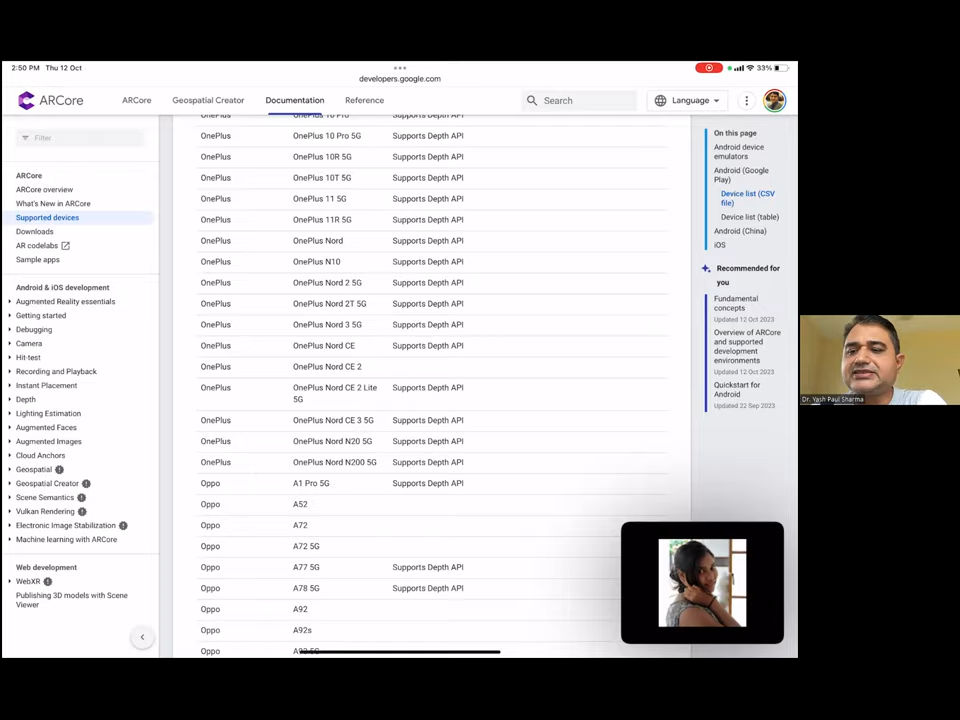 2:50 PM Thu 12 Oct
33%
developers.google.com
ARCore
ARCore
Geospatial Creator
Documentation
Reference
Search
Language
Filter
ARCore
ARCore overview
What's New in ARCore
Supported devices
Downloads
AR codelabs
Sample apps
Android & iOS development
Augmented Reality essentials
Getting started
Debugging
Camera
Hit-test
Recording and Playback
Instant Placement
Depth
Lighting Estimation
Augmented Faces
Augmented Images
Cloud Anchors
Geospatial
Geospatial Creator
Scene Semantics
Vulkan Rendering
Electronic Image Stabilization
Machine learning with ARCore
Web development
WebXR
Publishing 3D models with Scene
Viewer
OnePlus OnePlus 10 Pro Supports Depth API
OnePlus OnePlus 10 Pro 5G Supports Depth API
OnePlus OnePlus 10R 5G Supports Depth API
OnePlus OnePlus 10T 5G Supports Depth API
OnePlus OnePlus 11 5G Supports Depth API
OnePlus OnePlus 11R 5G Supports Depth API
OnePlus OnePlus Nord Supports Depth API
OnePlus OnePlus N10 Supports Depth API
OnePlus OnePlus Nord 2 5G Supports Depth API
OnePlus OnePlus Nord 2T 5G Supports Depth API
OnePlus OnePlus Nord 3 5G Supports Depth API
OnePlus OnePlus Nord CE Supports Depth API
OnePlus OnePlus Nord CE 2
OnePlus OnePlus Nord CE 2 Lite Supports Depth API
5G
OnePlus OnePlus Nord CE 3 5G Supports Depth API
OnePlus OnePlus Nord N20 5G Supports Depth API
OnePlus OnePlus Nord N200 5G Supports Depth API
Oppo A1 Pro 5G Supports Depth API
Oppo A52
Oppo A72
Oppo A72 5G
Oppo A77 5G Supports Depth API
Oppo A78 5G Supports Depth API
Oppo A92
Oppo A92s
Oppo
On this page
Android device
emulators
Android (Google
Play)
Device list (CSV
file)
Device list (table)
Android (China)
iOS
Recommended for
you
Fundamental
concepts
Updated 12 Oct 2023
Overview of ARCore
and supported
development
environments
Updated 12 Oct 2023
Quickstart for
Android
Updated 22 Sep 2023
Dr. Yash Paul Sharma